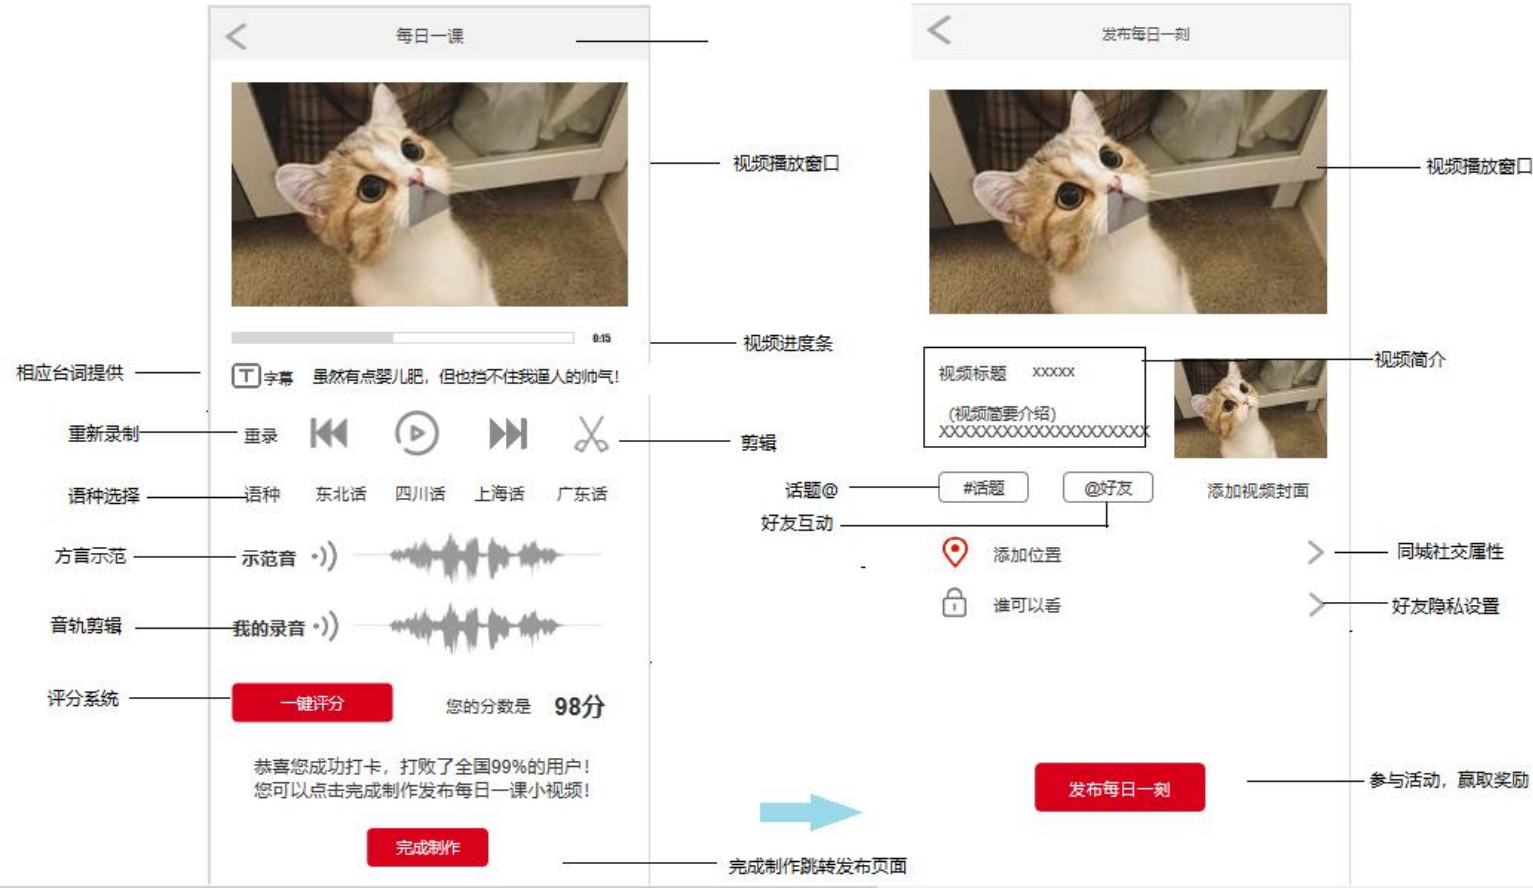 每日一课
视频播放窗口
0:15
视频进度条
相应台词提供
T 字幕 虽然有点婴儿肥，但也挡不住我逼人的帅气！
重新录制
重录
剪辑
语种选择
语种 东北话 四川话 上海话 广东话
方言示范
示范音
音轨剪辑
我的录音
评分系统
一键评分
您的分数是 98分
恭喜您成功打卡，打败了全国99%的用户！
您可以点击完成制作发布每日一课小视频！
完成制作
完成制作跳转发布页面
发布每日一刻
视频播放窗口
视频简介
视频标题 xxxxx
（视频简要介绍）
XXXXXXXXXXXXXXXXXXXX
话题@
#话题 @好友
添加视频封面
好友互动
添加位置
同城社交属性
谁可以看
好友隐私设置
发布每日一刻
参与活动，赢取奖励